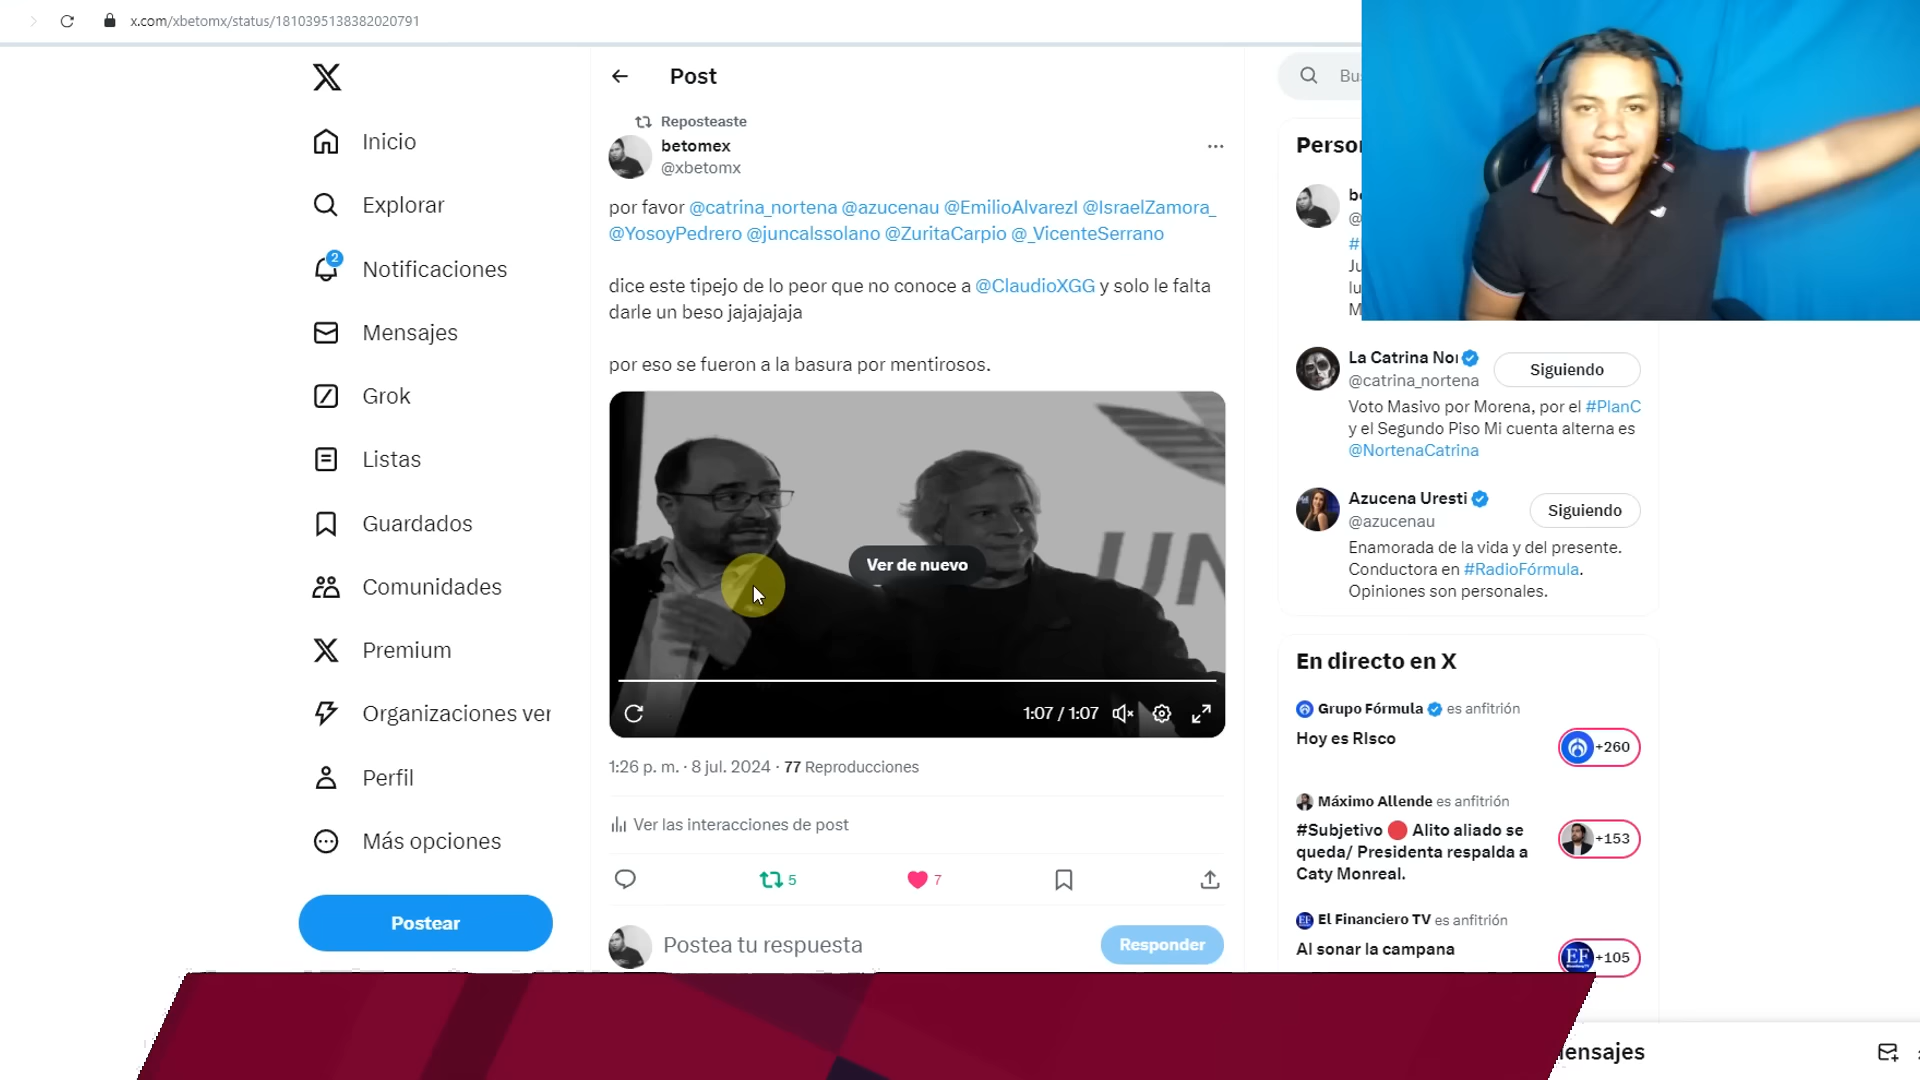 x.com/xbetomx/status/1810395138382020791
Inicio
Explorar
2
Notificaciones
Mensajes
Grok
Listas
Guardados
Comunidades
Premium
Organizaciones ver
Perfil
Más opciones
Postear
Post
Reposteaste
betomex
@xbetomx
por favor @catrina_nortena @azucenau @EmilioAlvarezI @IsraelZamora_
@YosoyPedrero @juncalssolano @ZuritaCarpio @_VicenteSerrano
dice este tipejo de lo peor que no conoce a @ClaudioXGG y solo le falta
darle un beso jajajajaja
por eso se fueron a la basura por mentirosos.
UN
Ver de nuevo
1:07 / 1:07
1:26 p. m. · 8 jul. 2024 · 77 Reproducciones
Ver las interacciones de post
5
7
Postea tu respuesta
Responder
Bus
Perso
be
@
#
Ju
lu
M
La Catrina No
@catrina_nortena
Siguiendo
Voto Masivo por Morena, por el #PlanC
y el Segundo Piso Mi cuenta alterna es
@NortenaCatrina
Azucena Uresti
@azucenau
Siguiendo
Enamorada de la vida y del presente.
Conductora en #RadioFórmula.
Opiniones son personales.
En directo en X
Grupo Fórmula es anfitrión
Hoy es RIsco
+260
Máximo Allende es anfitrión
#Subjetivo 🔴 Alito aliado se
queda/ Presidenta respalda a
Caty Monreal.
+153
El Financiero TV es anfitrión
Al sonar la campana
EF
+105
ensajes